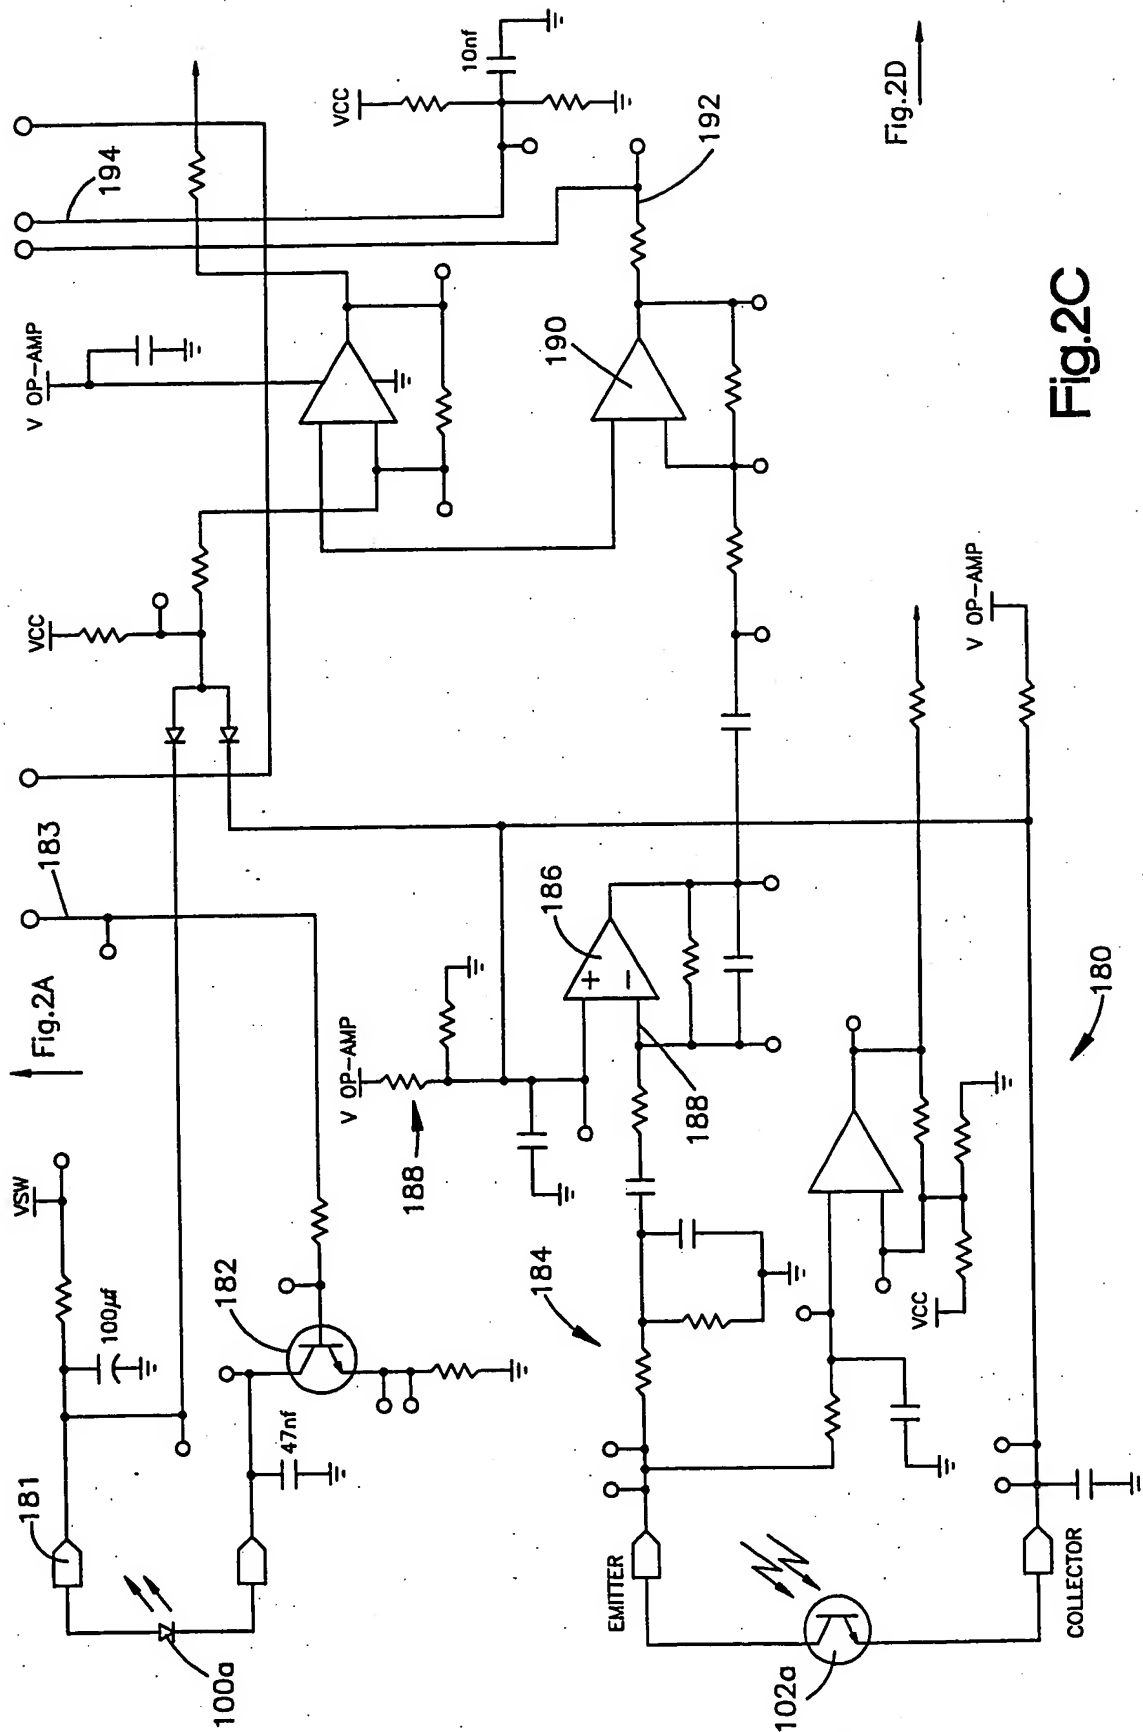 Fig.2A
183
194
VCC
V OP-AMP
VCC
10nf
192
Fig.2D
VSW
100µf
181
100a
47nf
182
V OP-AMP
188
186
190
188
184
EMITTER
102a
COLLECTOR
VCC
V OP-AMP
180
Fig.2C